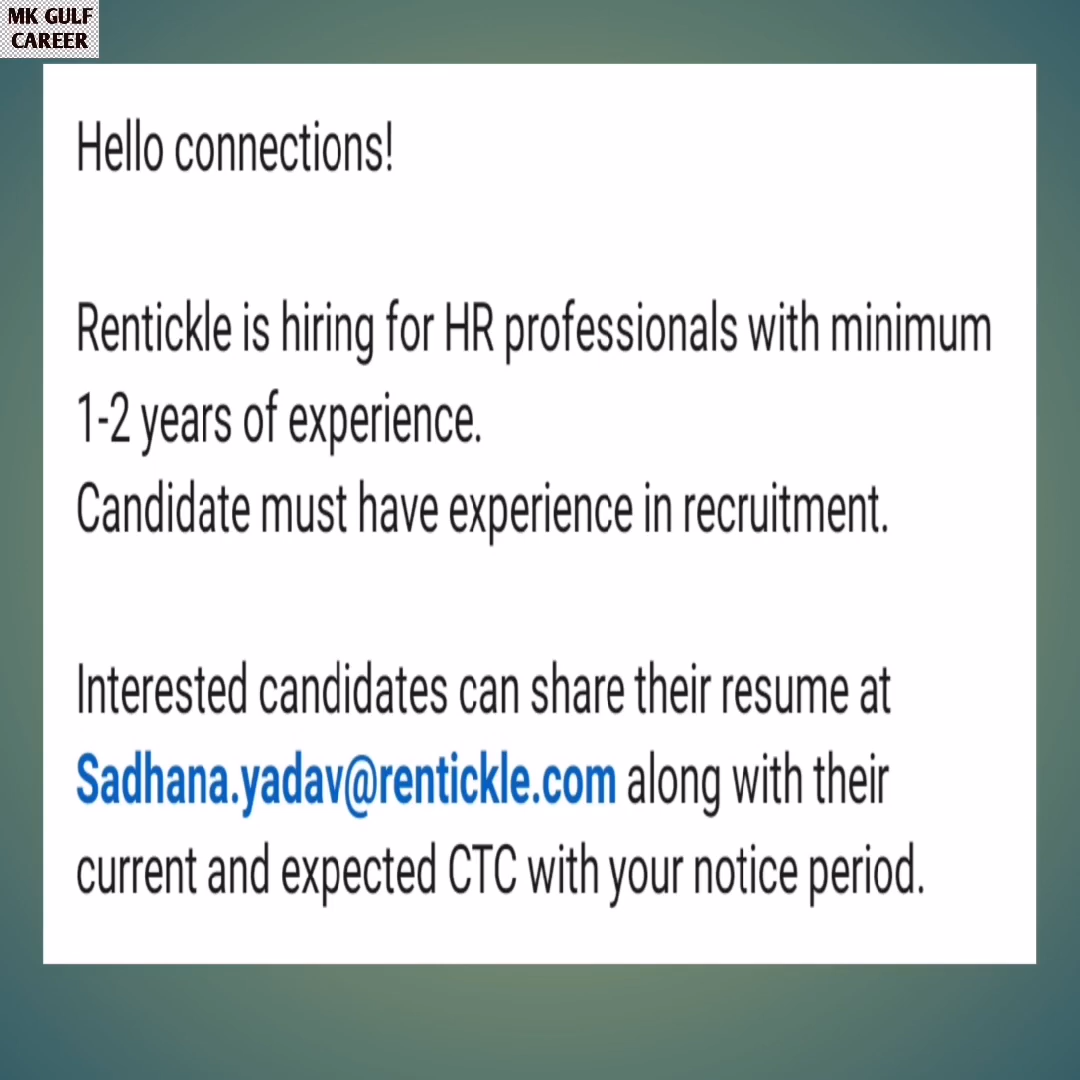 MK GULF
CAREER
Hello connections!
Rentickle is hiring for HR professionals with minimum
1-2 years of experience.
Candidate must have experience in recruitment.
Interested candidates can share their resume at
Sadhana.yadav@rentickle.com along with their
current and expected CTC with your notice period.